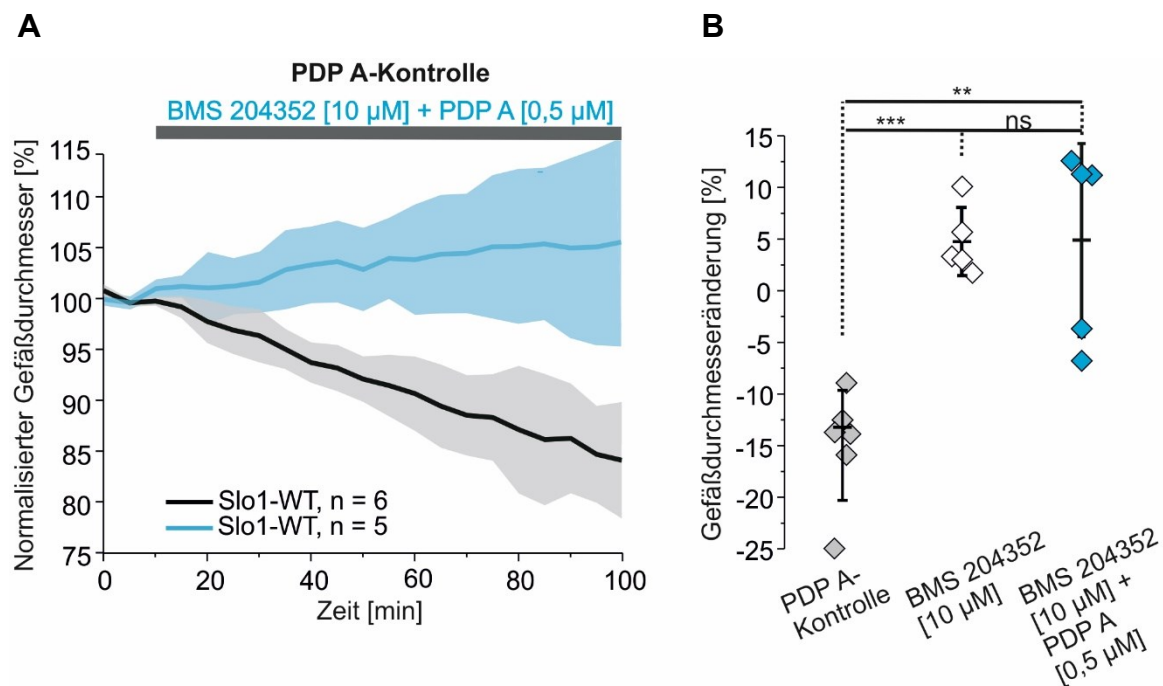 A
PDP A-Kontrolle
BMS 204352 [10 µM] + PDP A [0,5 µM]
Normalisierter Gefäßdurchmesser [%]
115
110
105
100
95
90
85
80
75
Slo1-WT, n = 6
Slo1-WT, n = 5
0
20
40
60
80
100
Zeit [min]
B
**
***
ns
Gefäßdurchmesseränderung [%]
15
10
5
0
-5
-10
-15
-20
-25
PDP A-
Kontrolle
BMS 204352
[10 µM]
BMS 204352
[10 µM] +
PDP A
[0,5 µM]